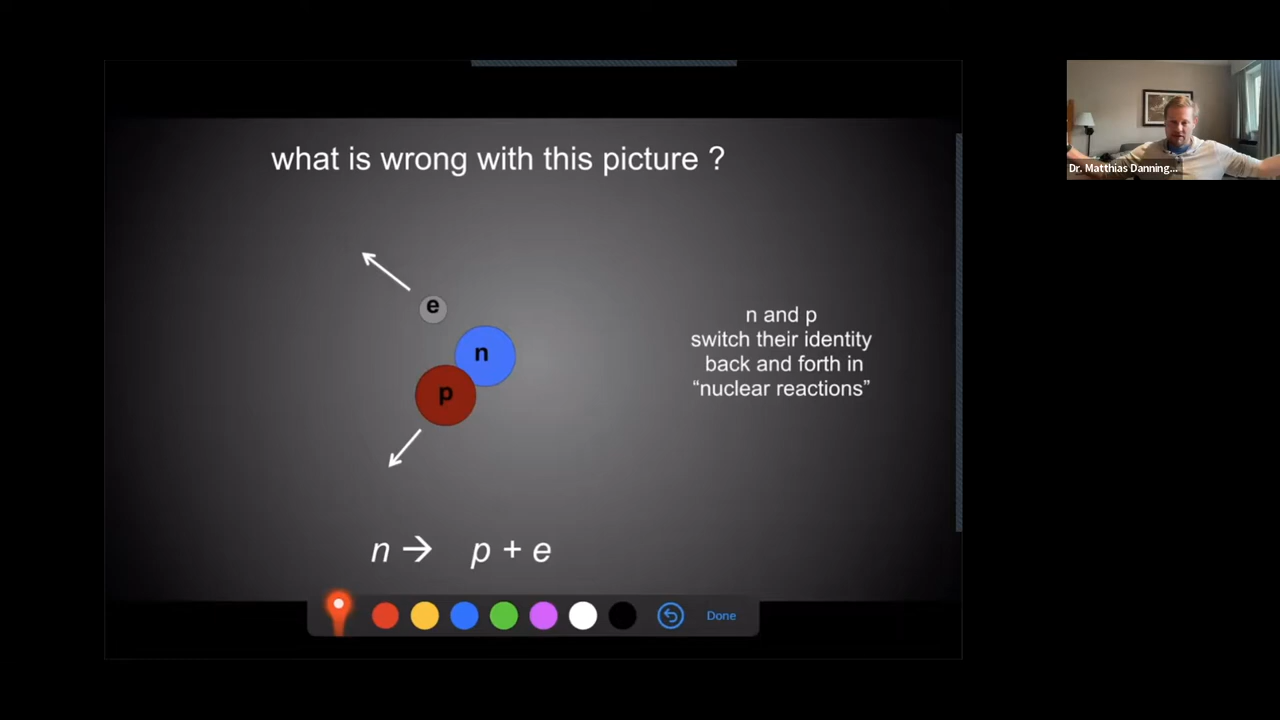 what is wrong with this picture ?
e
n
p
n and p
switch their identity
back and forth in
“nuclear reactions”
n → p + e
Done
Dr. Matthias Danning...